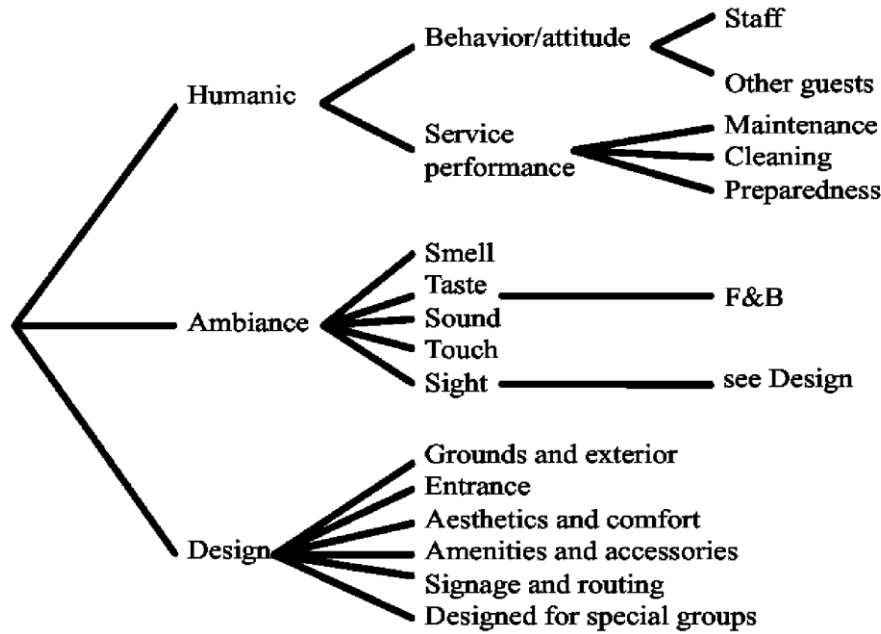 Behavior/attitude
Staff
Other guests
Humanic
Service
performance
Maintenance
Cleaning
Preparedness
Smell
Taste
F&B
Sound
Ambiance
Touch
Sight
see Design
Grounds and exterior
Entrance
Aesthetics and comfort
Design
Amenities and accessories
Signage and routing
Designed for special groups